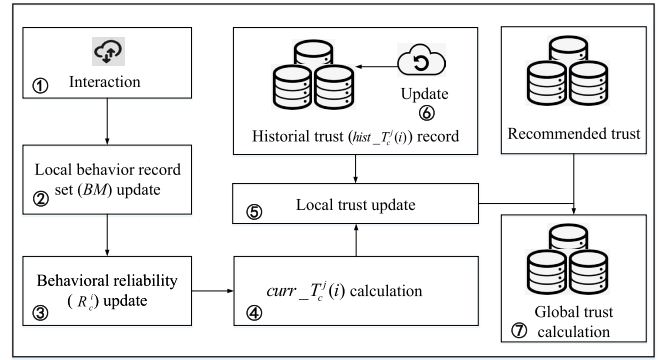 ① Interaction
Local behavior record
② set (BM) update
Behavioral reliability
③ ( R_c^i ) update
Update
⑥
Historial trust (hist_T_c^j(i)) record
⑤ Local trust update
curr_T_c^j(i) calculation
④
Recommended trust
Global trust
⑦ calculation